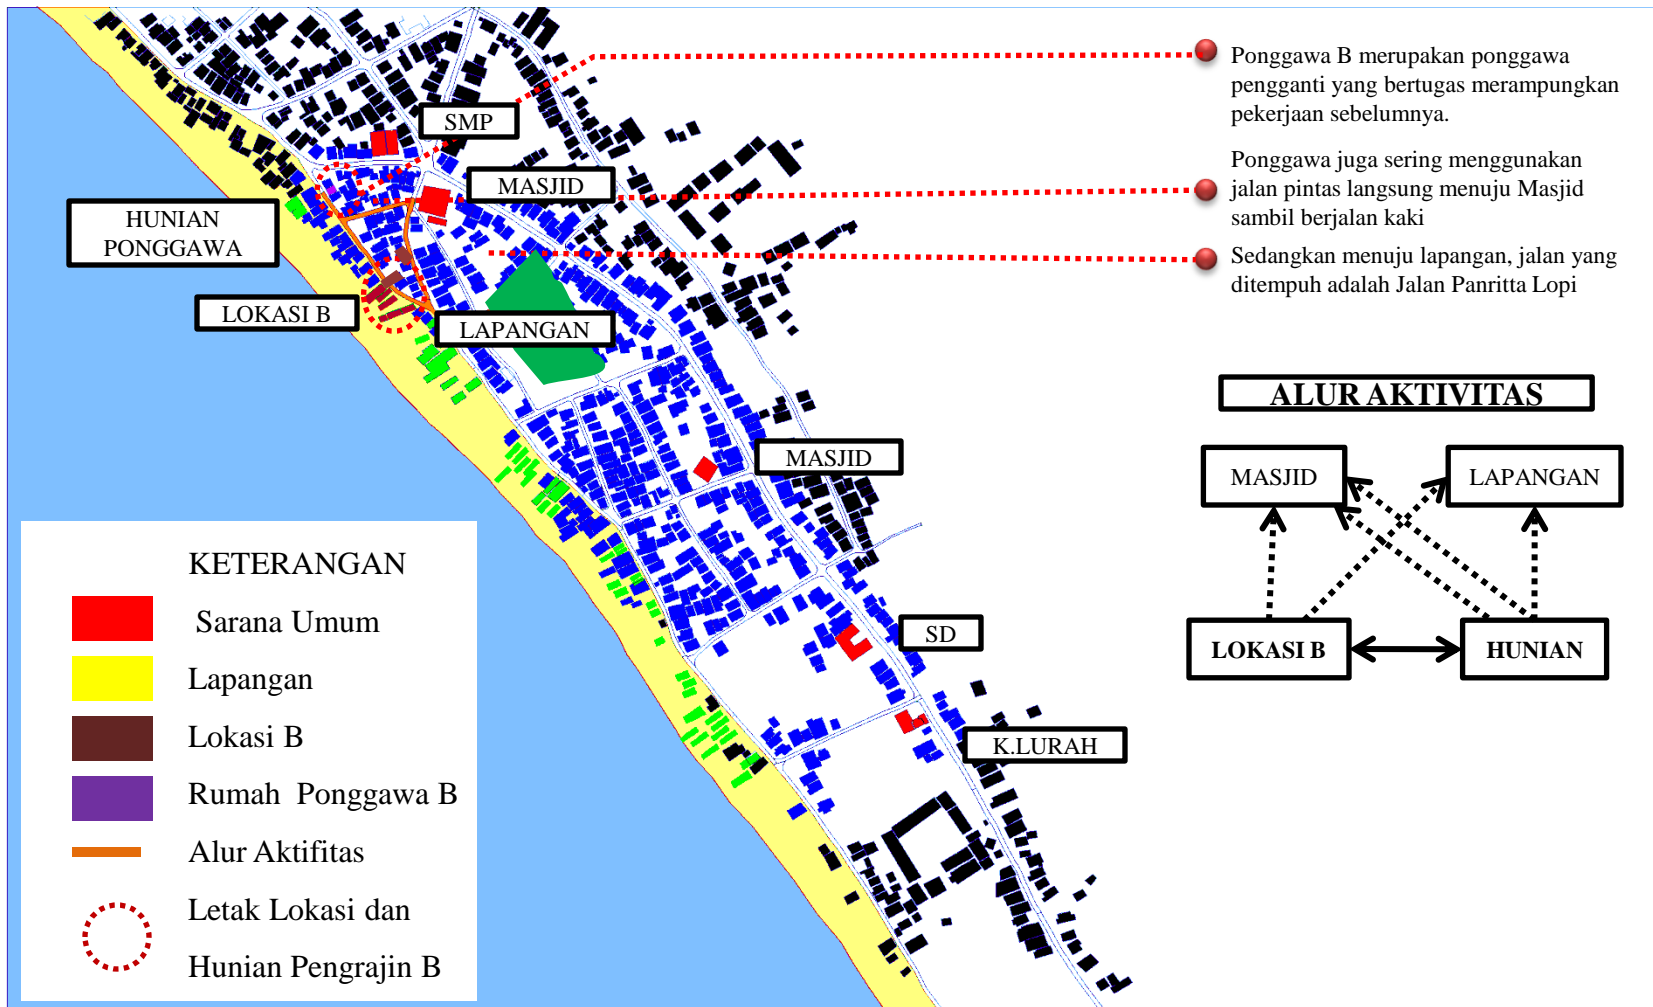 SMP
MASJID
HUNIAN
PONGGAWA
LOKASI B
LAPANGAN
MASJID
SD
K.LURAH
Ponggawa B merupakan ponggawa
pengganti yang bertugas merampungkan
pekerjaan sebelumnya.
Ponggawa juga sering menggunakan
jalan pintas langsung menuju Masjid
sambil berjalan kaki
Sedangkan menuju lapangan, jalan yang
ditempuh adalah Jalan Panritta Lopi
ALUR AKTIVITAS
MASJID
LAPANGAN
LOKASI B
HUNIAN
KETERANGAN
Sarana Umum
Lapangan
Lokasi B
Rumah Ponggawa B
Alur Aktifitas
Letak Lokasi dan
Hunian Pengrajin B